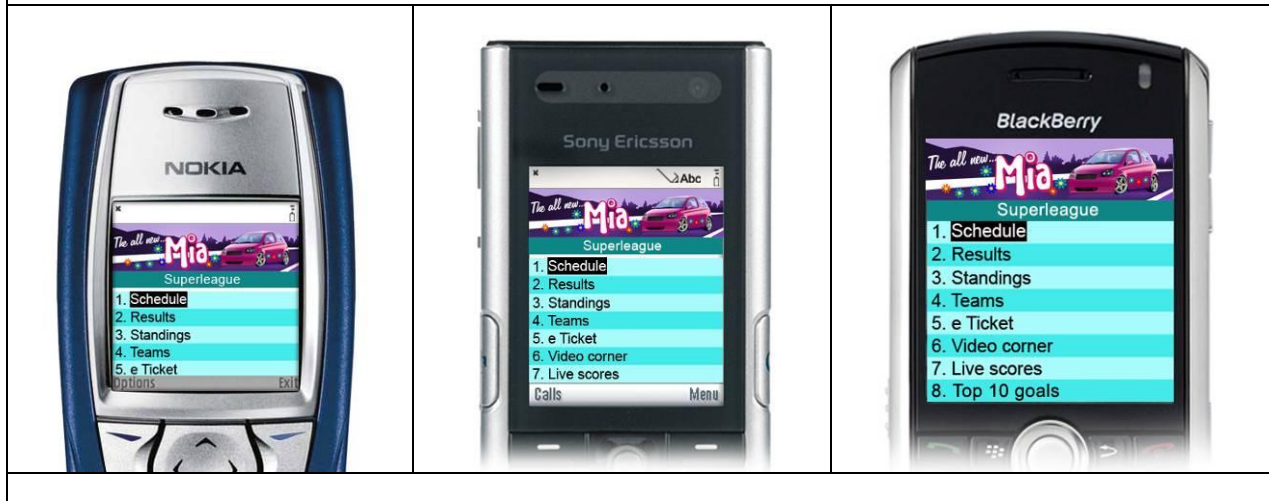 NOKIA
The all new... Mia
Superleague
1. Schedule
2. Results
3. Standings
4. Teams
5. e Ticket
Options Exit
Sony Ericsson
Abc
The all new... Mia
Superleague
1. Schedule
2. Results
3. Standings
4. Teams
5. e Ticket
6. Video corner
7. Live scores
Calls Menu
BlackBerry
The all new... Mia
Superleague
1. Schedule
2. Results
3. Standings
4. Teams
5. e Ticket
6. Video corner
7. Live scores
8. Top 10 goals